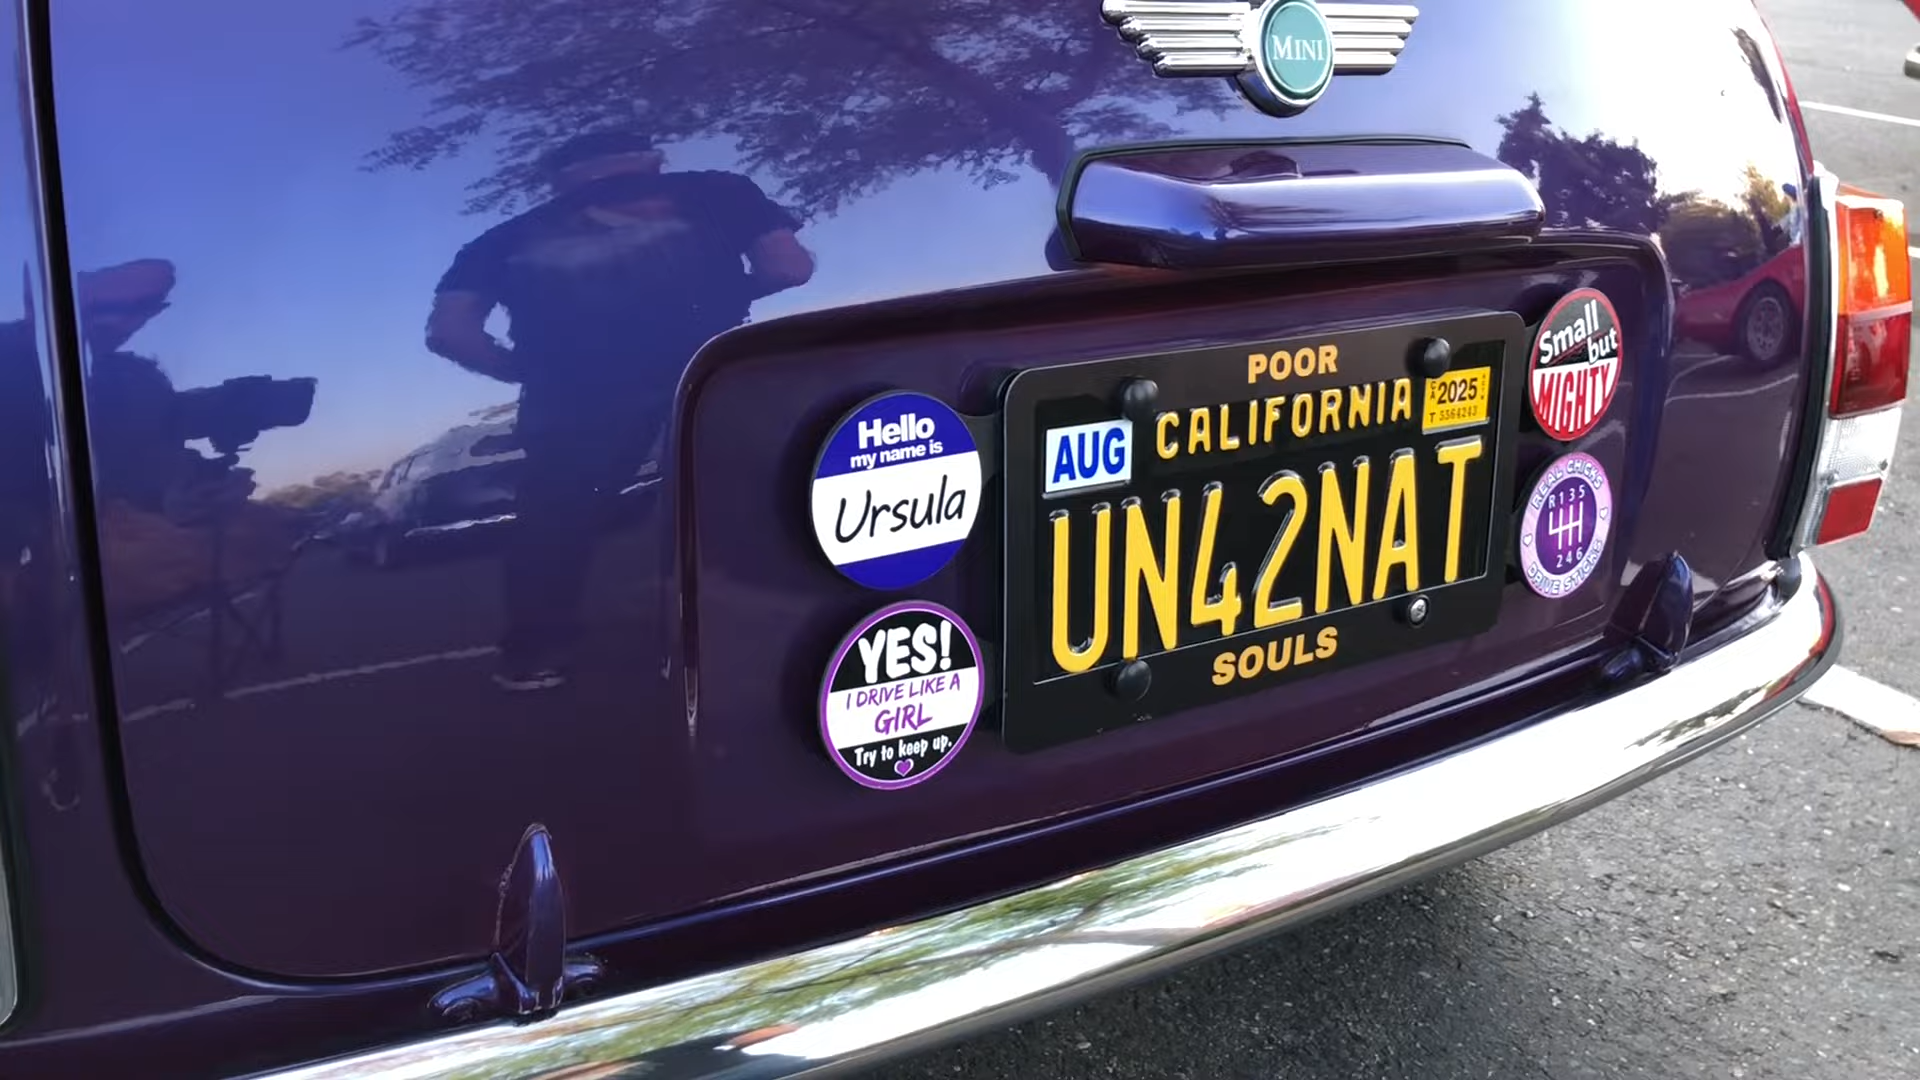 MINI
POOR
CALIFORNIA
AUG
2025
UN42NAT
SOULS
Hello
my name is
Ursula
YES!
I DRIVE LIKE A
GIRL
Try to keep up.
Small
but
MIGHTY
REAL CHICKS
R 1 3 5
2 4 6
DRIVE STICKS